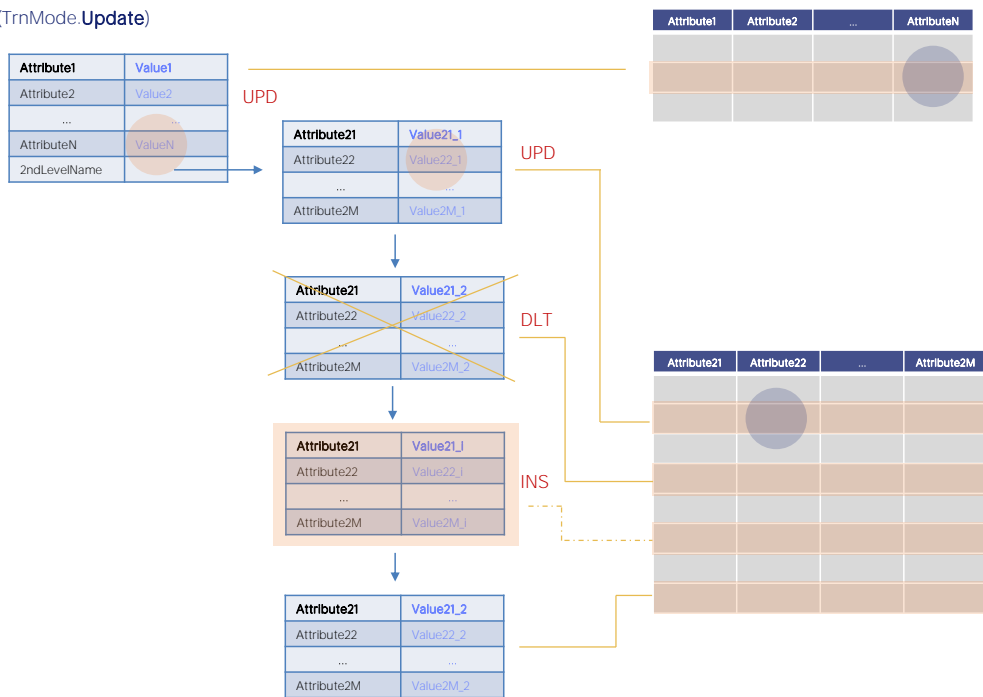 (TrnMode.Update)
Attribute1 Attribute2 ... AttributeN
Attribute1 Value1
Attribute2 Value2
... ...
AttributeN ValueN
2ndLevelName
UPD
Attribute21 Value21_1
Attribute22 Value22_1
... ...
Attribute2M Value2M_1
UPD
Attribute21 Value21_2
Attribute22 Value22_2
... ...
Attribute2M Value2M_2
DLT
Attribute21 Attribute22 ... Attribute2M
Attribute21 Value21_I
Attribute22 Value22_i
... ...
Attribute2M Value2M_i
INS
Attribute21 Value21_2
Attribute22 Value22_2
... ...
Attribute2M Value2M_2